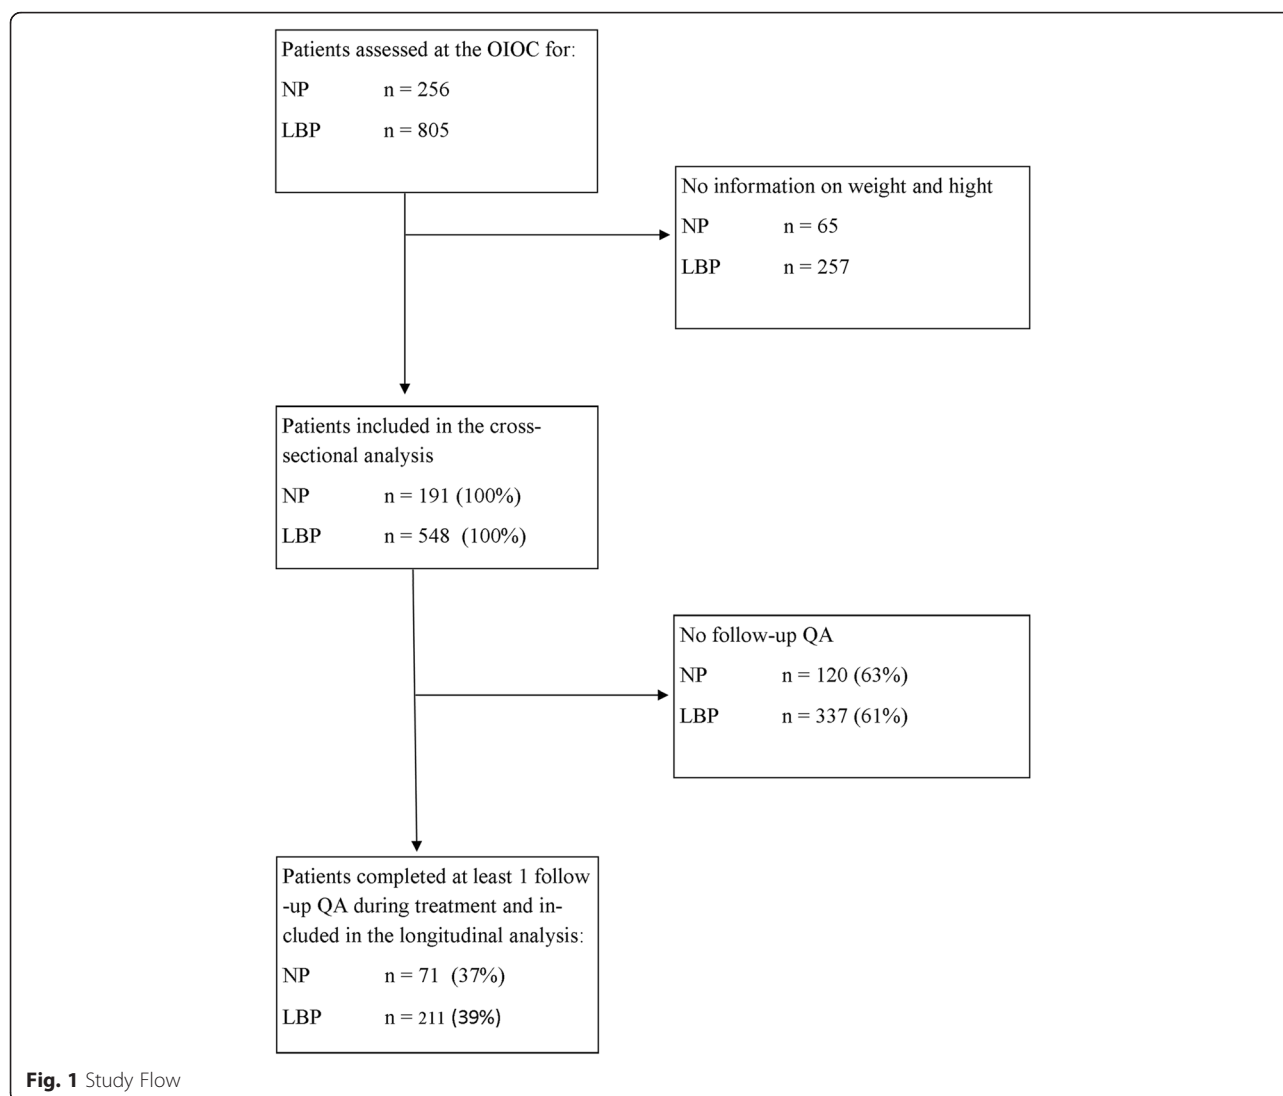 Patients assessed at the OIOC for:
NP n = 256
LBP n = 805
No information on weight and hight
NP n = 65
LBP n = 257
Patients included in the cross-
sectional analysis
NP n = 191 (100%)
LBP n = 548 (100%)
No follow-up QA
NP n = 120 (63%)
LBP n = 337 (61%)
Patients completed at least 1 follow
-up QA during treatment and in-
cluded in the longitudinal analysis:
NP n = 71 (37%)
LBP n = 211 (39%)
Fig. 1 Study Flow